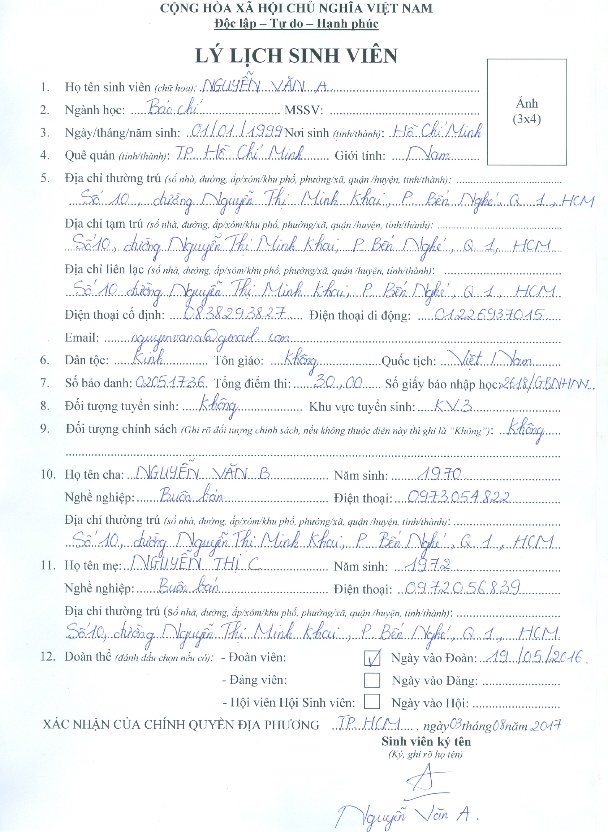 CỘNG HÒA XÃ HỘI CHỦ NGHĨA VIỆT NAM
Độc lập – Tự do – Hạnh phúc
LÝ LỊCH SINH VIÊN
Ảnh
(3x4)
1. Họ tên sinh viên (chữ hoa): NGUYỄN VĂN A
2. Ngành học: Báo chí MSSV:
3. Ngày/tháng/năm sinh: 01/01/1999 Nơi sinh (tỉnh/thành): Hồ Chí Minh
4. Quê quán (tỉnh/thành): TP. Hồ Chí Minh Giới tính: Nam
5. Địa chỉ thường trú (số nhà, đường, ấp/xóm/khu phố, phường/xã, quận/huyện, tỉnh/thành):
Số 10, đường Nguyễn Thị Minh Khai, P. Bến Nghé, Q 1, HCM
Địa chỉ tạm trú (số nhà, đường, ấp/xóm/khu phố, phường/xã, quận /huyện, tỉnh/thành):
Số 10, đường Nguyễn Thị Minh Khai, P. Bến Nghé, Q. 1, HCM
Địa chỉ liên lạc (số nhà, đường, ấp/xóm/khu phố, phường/xã, quận /huyện, tỉnh/thành):
Số 10 đường Nguyễn Thị Minh Khai, P. Bến Nghé, Q. 1, HCM
Điện thoại cố định: 0838293827 Điện thoại di động: 01226937015
Email: nguyenvana@gmail.com
6. Dân tộc: Kinh Tôn giáo: Không Quốc tịch: Việt Nam
7. Số báo danh: 02051736 Tổng điểm thi: 30,00 Số giấy báo nhập học: 2618/GBNHNV
8. Đối tượng tuyển sinh: Không Khu vực tuyển sinh: KV3
9. Đối tượng chính sách (Ghi rõ đối tượng chính sách, nếu không thuộc diện này thì ghi là "Không"): Không
10. Họ tên cha: NGUYỄN VĂN B Năm sinh: 1970
Nghề nghiệp: Buôn bán Điện thoại: 0973054822
Địa chỉ thường trú (số nhà, đường, ấp/xóm/khu phố, phường/xã, quận /huyện, tỉnh/thành):
Số 10, đường Nguyễn Thị Minh Khai, P. Bến Nghé, Q. 1, HCM
11. Họ tên mẹ: NGUYỄN THỊ C Năm sinh: 1972
Nghề nghiệp: Buôn bán Điện thoại: 0972056839
Địa chỉ thường trú (số nhà, đường, ấp/xóm/khu phố, phường/xã, quận /huyện, tỉnh/thành):
Số 10, đường Nguyễn Thị Minh Khai, P. Bến Nghé, Q. 1, HCM
12. Đoàn thể (đánh dấu chọn nếu có): - Đoàn viên: ☑ Ngày vào Đoàn: 19/05/2016
- Đảng viên: ☐ Ngày vào Đảng:
- Hội viên Hội Sinh viên: ☐ Ngày vào Hội:
XÁC NHẬN CỦA CHÍNH QUYỀN ĐỊA PHƯƠNG TP. HCM, ngày 03 tháng 08 năm 2017
Sinh viên ký tên
(Ký, ghi rõ họ tên)
A
Nguyễn Văn A.